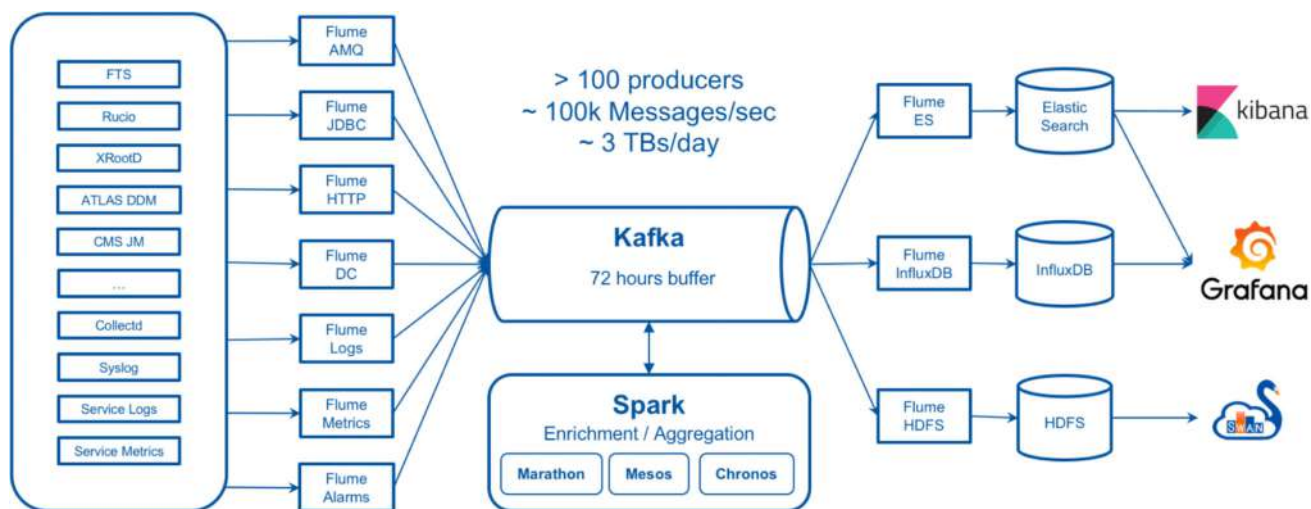 FTS
Rucio
XRootD
ATLAS DDM
CMS JM
...
Collectd
Syslog
Service Logs
Service Metrics
Flume
AMQ
Flume
JDBC
Flume
HTTP
Flume
DC
Flume
Logs
Flume
Metrics
Flume
Alarms
> 100 producers
~ 100k Messages/sec
~ 3 TBs/day
Kafka
72 hours buffer
Spark
Enrichment / Aggregation
Marathon Mesos Chronos
Flume
ES
Flume
InfluxDB
Flume
HDFS
Elastic
Search
InfluxDB
HDFS
kibana
Grafana
SWAN